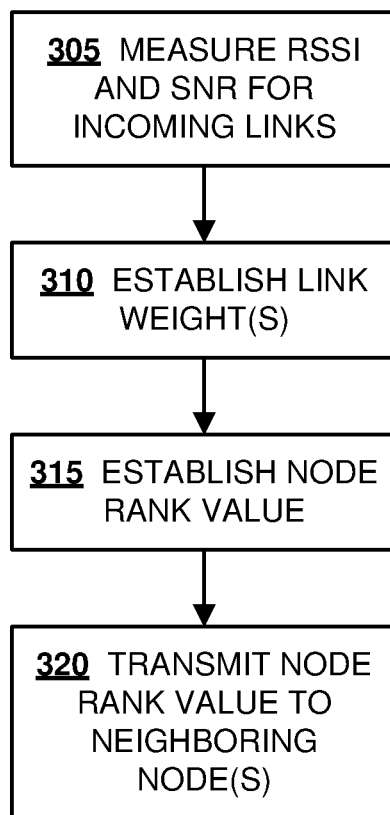 305 MEASURE RSSI
AND SNR FOR
INCOMING LINKS
310 ESTABLISH LINK
WEIGHT(S)
315 ESTABLISH NODE
RANK VALUE
320 TRANSMIT NODE
RANK VALUE TO
NEIGHBORING
NODE(S)